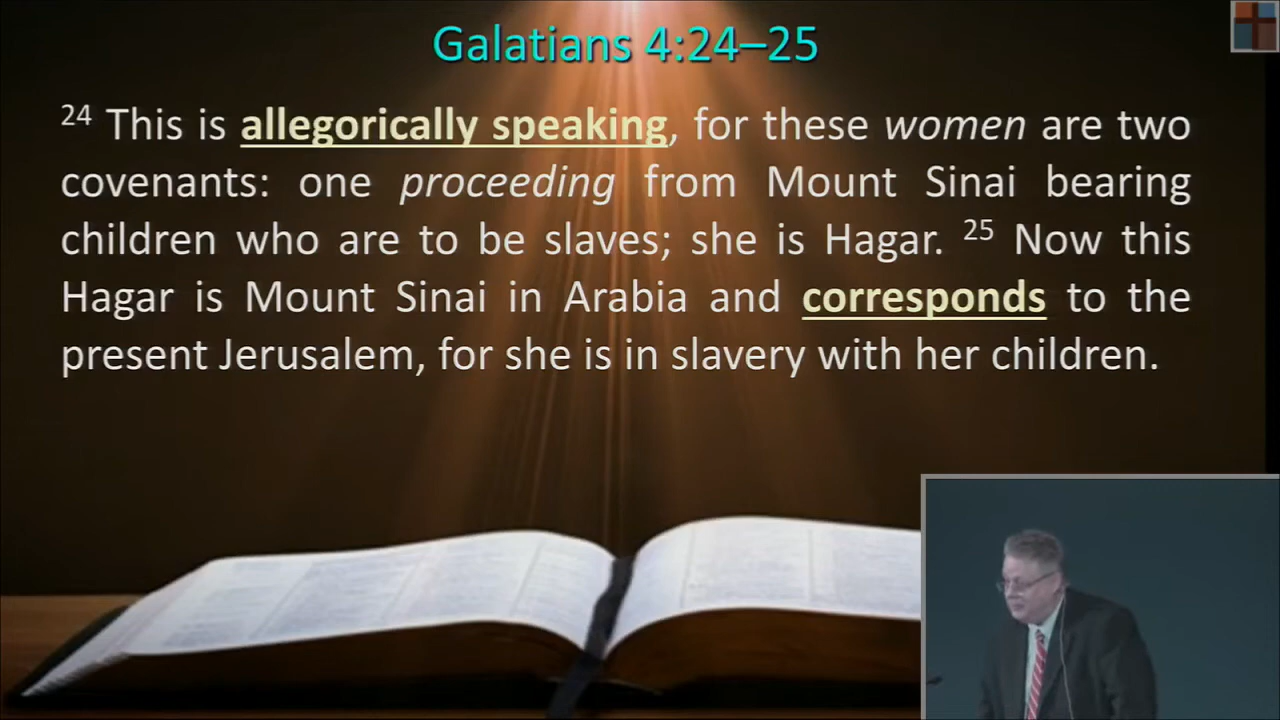 Galatians 4:24–25
24 This is allegorically speaking, for these women are two
covenants: one proceeding from Mount Sinai bearing
children who are to be slaves; she is Hagar. 25 Now this
Hagar is Mount Sinai in Arabia and corresponds to the
present Jerusalem, for she is in slavery with her children.